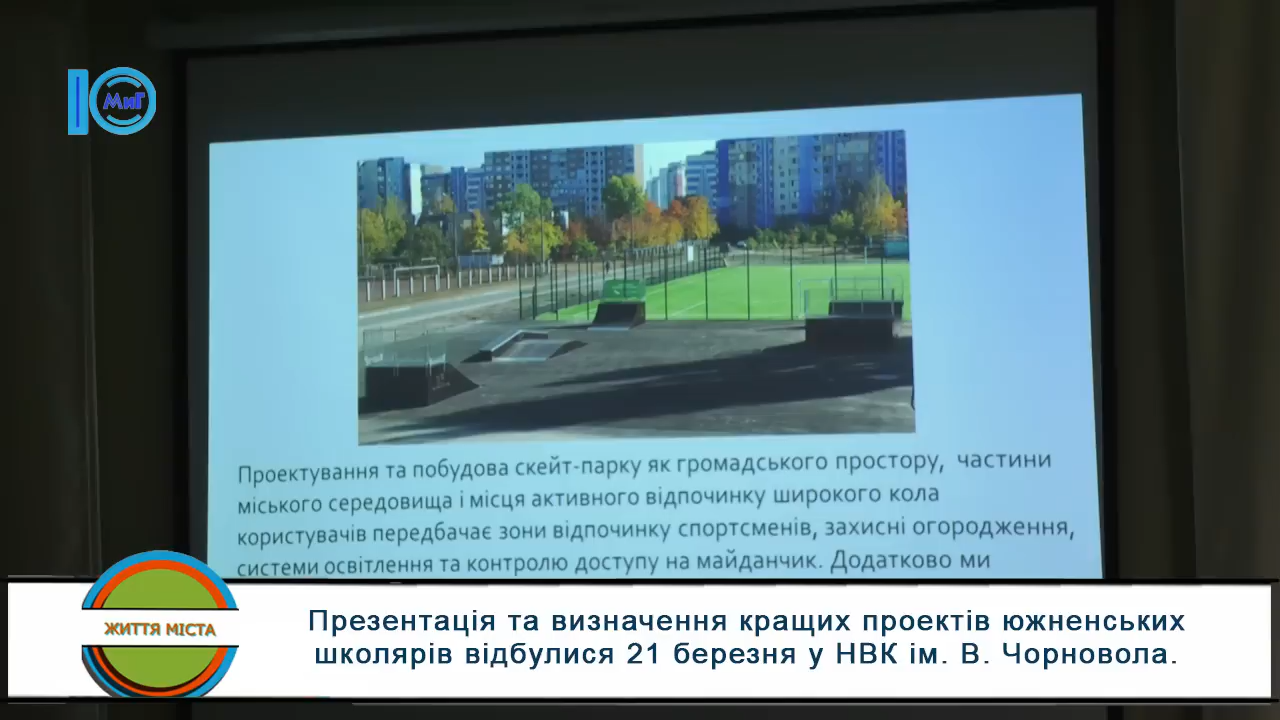 МиГ
Проектування та побудова скейт-парку як громадського простору, частини
міського середовища і місця активного відпочинку широкого кола
користувачів передбачає зони відпочинку спортсменів, захисні огородження,
системи освітлення та контролю доступу на майданчик. Додатково ми
ЖИТТЯ МІСТА
Презентація та визначення кращих проектів южненських
школярів відбулися 21 березня у НВК ім. В. Чорновола.